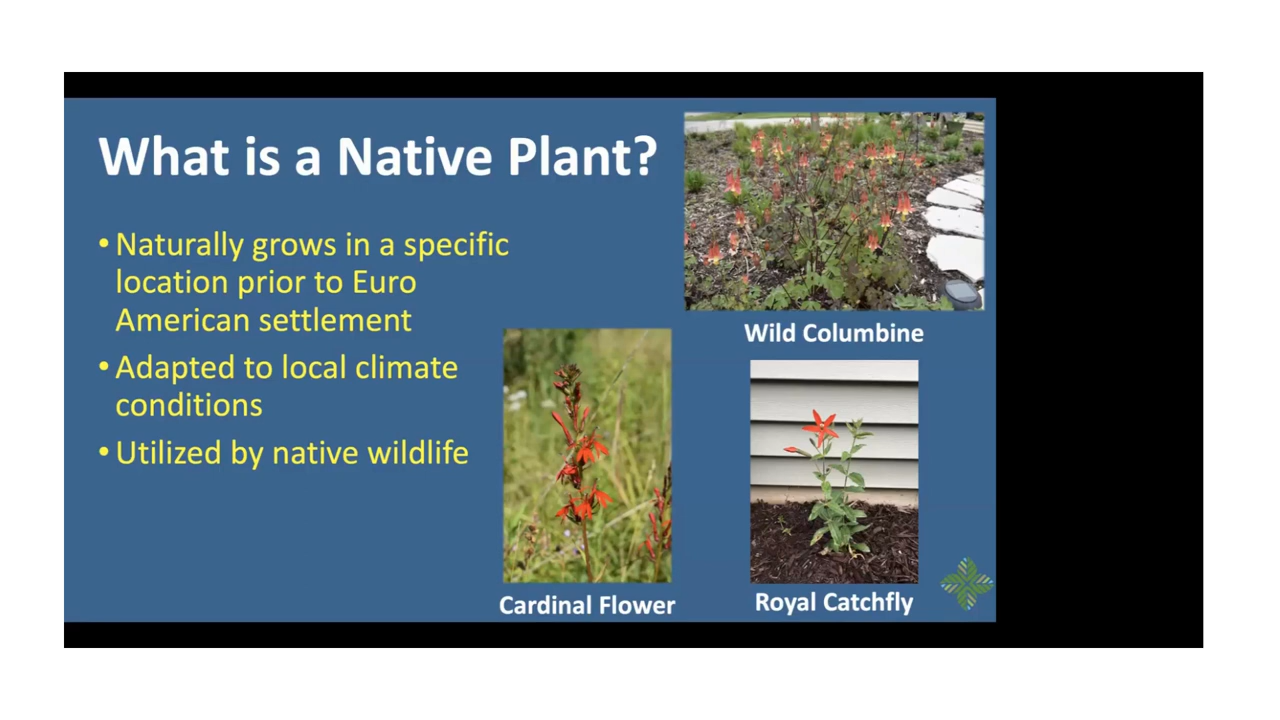 What is a Native Plant?
• Naturally grows in a specific
location prior to Euro
American settlement
• Adapted to local climate
conditions
• Utilized by native wildlife
Wild Columbine
Cardinal Flower
Royal Catchfly